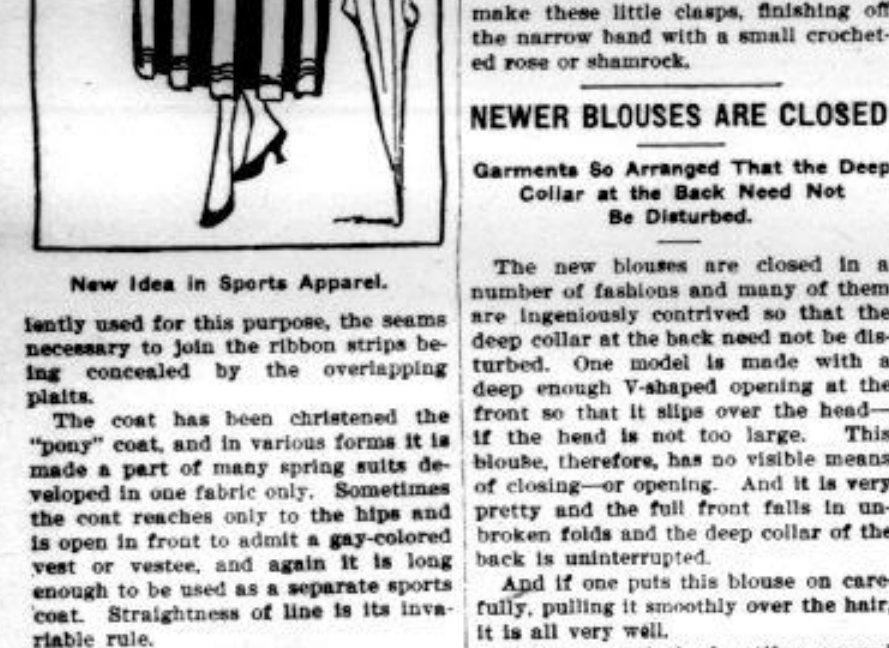 New Idea in Sports Apparel.
iently used for this purpose, the seams
necessary to join the ribbon strips be-
ing concealed by the overlapping
plaits.
The coat has been christened the
"pony" coat, and in various forms it is
made a part of many spring suits de-
veloped in one fabric only. Sometimes
the coat reaches only to the hips and
is open in front to admit a gay-colored
vest or vestee, and again it is long
enough to be used as a separate sports
coat. Straightness of line is its inva-
riable rule.
make these little clasps, finishing off
the narrow band with a small crochet-
ed rose or shamrock.
NEWER BLOUSES ARE CLOSED
Garments So Arranged That the Deep
Collar at the Back Need Not
Be Disturbed.
The new blouses are closed in a
number of fashions and many of them
are ingeniously contrived so that the
deep collar at the back need not be dis-
turbed. One model is made with a
deep enough V-shaped opening at the
front so that it slips over the head—
if the head is not too large. This
blouse, therefore, has no visible means
of closing—or opening. And it is very
pretty and the full front falls in un-
broken folds and the deep collar of the
back is uninterrupted.
And if one puts this blouse on care-
fully, pulling it smoothly over the hair,
it is all very well.